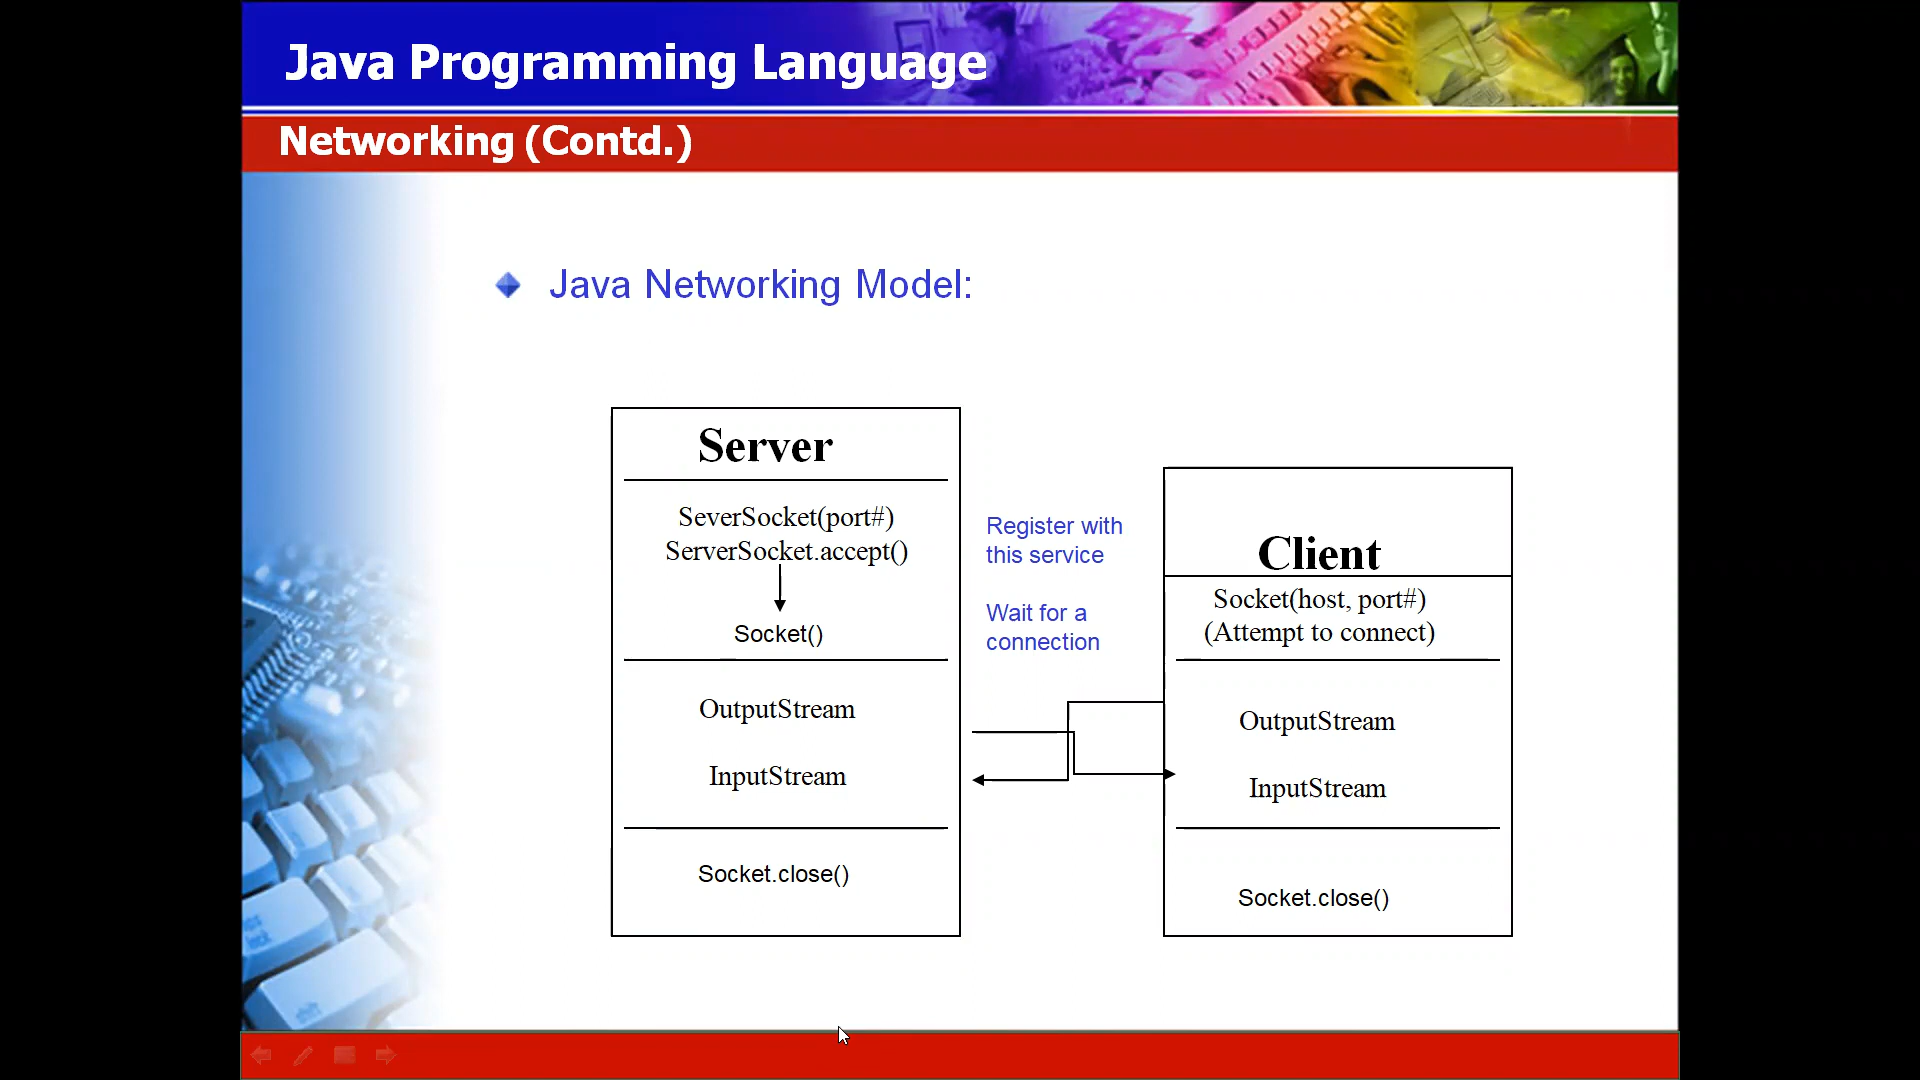 Java Programming Language
Networking (Contd.)
Java Networking Model:
Server
SeverSocket(port#)
ServerSocket.accept()
Socket()
OutputStream
InputStream
Socket.close()
Register with
this service
Wait for a
connection
Client
Socket(host, port#)
(Attempt to connect)
OutputStream
InputStream
Socket.close()